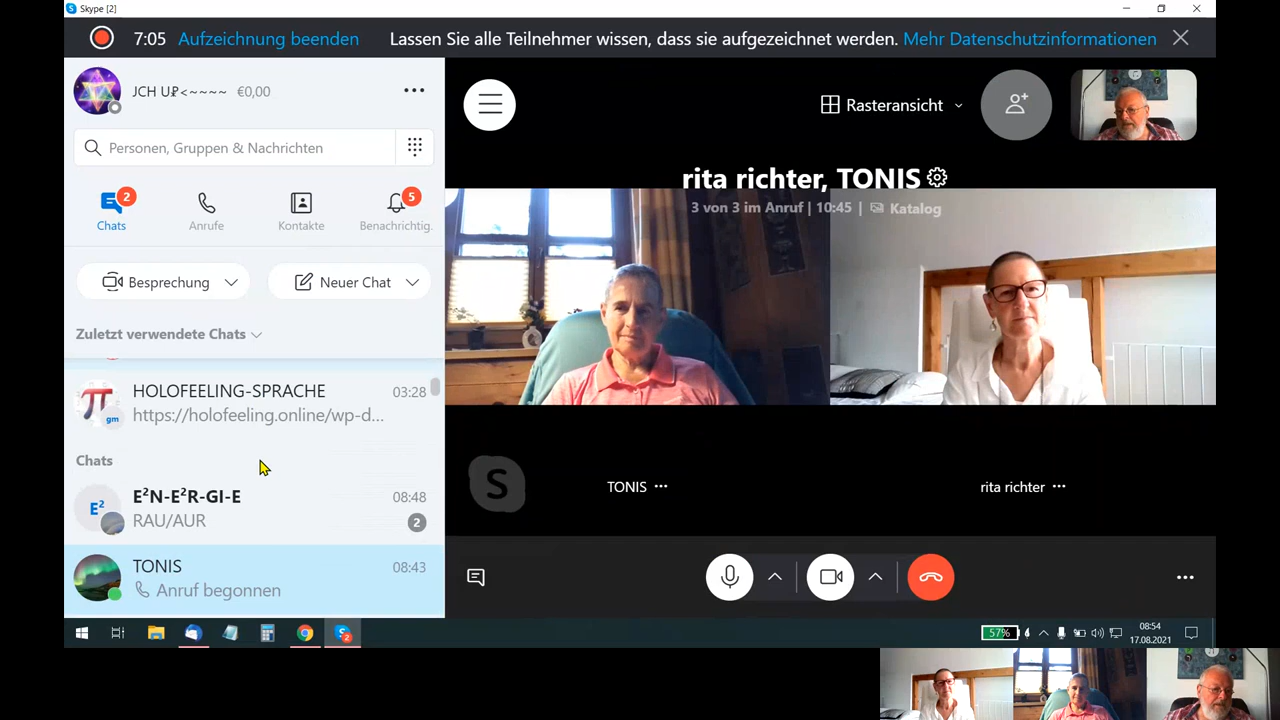 Skype [2]
7:05 Aufzeichnung beenden Lassen Sie alle Teilnehmer wissen, dass sie aufgezeichnet werden. Mehr Datenschutzinformationen
JCH U₽<~~~~ €0,00
Personen, Gruppen & Nachrichten
2
5
Chats Anrufe Kontakte Benachrichtig.
Besprechung Neuer Chat
Zuletzt verwendete Chats
HOLOFEELING-SPRACHE 03:28
gm https://holofeeling.online/wp-d...
Chats
E²N-E²R-GI-E 08:48
E² RAU/AUR 2
TONIS 08:43
Anruf begonnen
Rasteransicht
rita richter, TONIS
3 von 3 im Anruf | 10:45 | Katalog
S
TONIS ••• rita richter •••
57% 08:54
17.08.2021
2